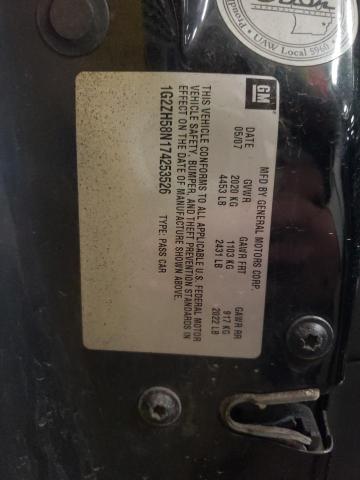 GM
MFD BY GENERAL MOTORS CORP.
DATE GVWR GAWR FRT GAWR RR
05/07 2020 KG 1103 KG 917 KG
4453 LB 2431 LB 2022 LB
THIS VEHICLE CONFORMS TO ALL APPLICABLE U.S. FEDERAL MOTOR
VEHICLE SAFETY, BUMPER, AND THEFT PREVENTION STANDARDS IN
EFFECT ON THE DATE OF MANUFACTURE SHOWN ABOVE.
1G2ZH58N174253526 TYPE: PASS CAR
UAW Local 5960